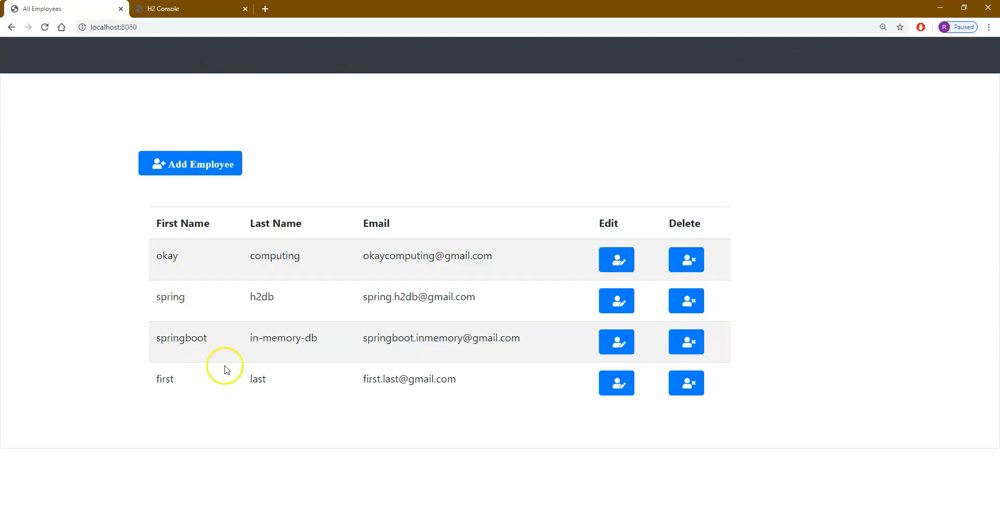 All Employees
H2 Console
localhost:8080
R Paused
Add Employee
First Name Last Name Email Edit Delete
okay computing okaycomputing@gmail.com
spring h2db spring.h2db@gmail.com
springboot in-memory-db springboot.inmemory@gmail.com
first last first.last@gmail.com